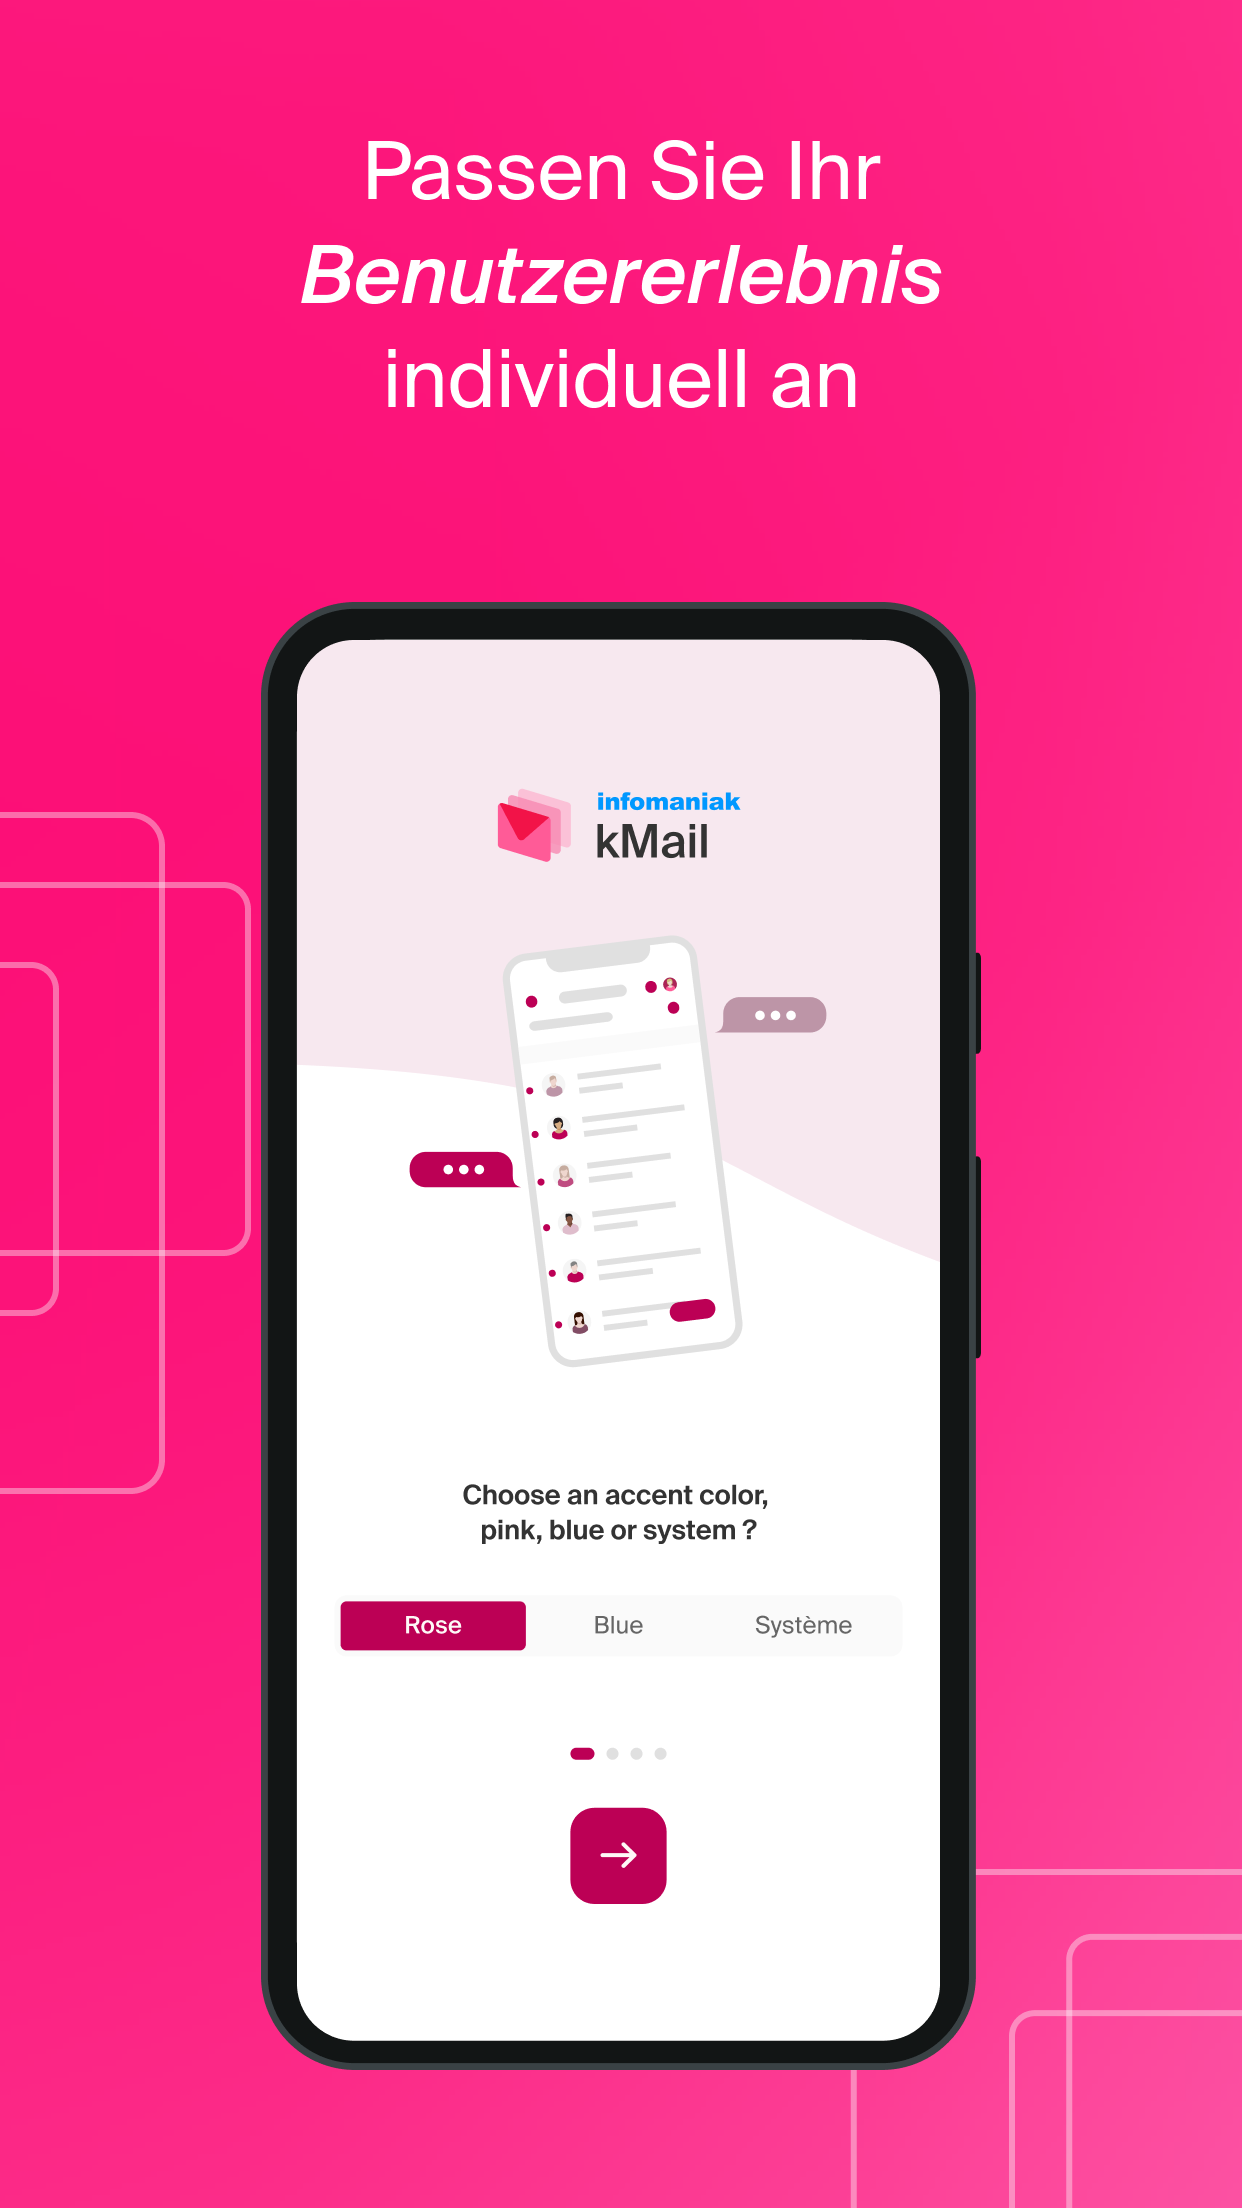 Passen Sie Ihr
Benutzererlebnis
individuell an
infomaniak
kMail
Choose an accent color,
pink, blue or system ?
Rose
Blue
Système